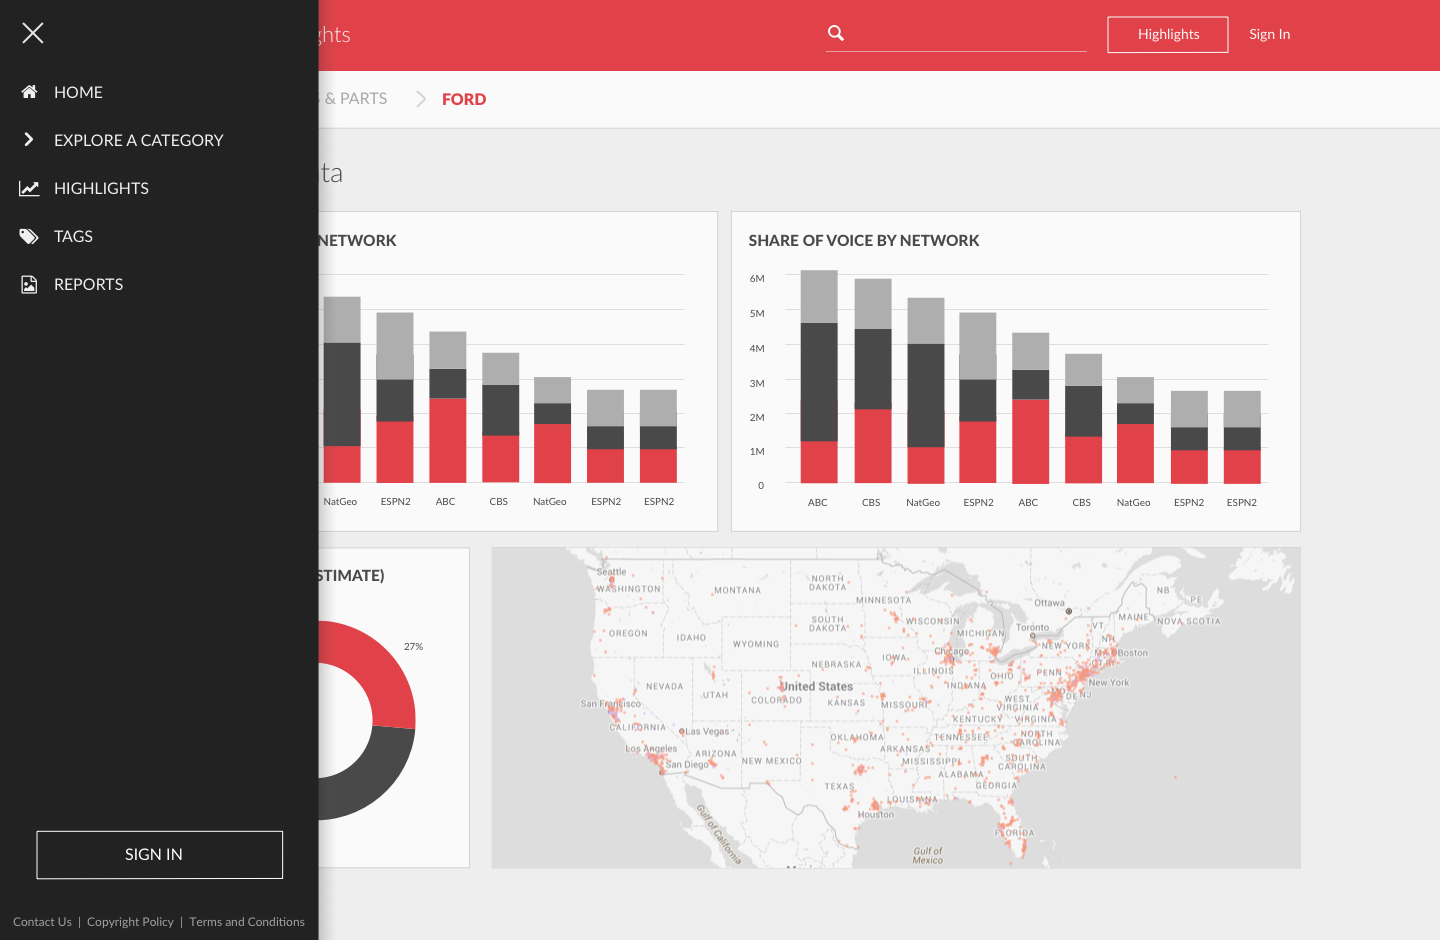 ghts
Highlights
Sign In
HOME
EXPLORE A CATEGORY
HIGHLIGHTS
TAGS
REPORTS
& PARTS
FORD
ta
NETWORK
NatGeo ESPN2 ABC CBS NatGeo ESPN2 ESPN2
SHARE OF VOICE BY NETWORK
6M
5M
4M
3M
2M
1M
0
ABC CBS NatGeo ESPN2 ABC CBS NatGeo ESPN2 ESPN2
STIMATE)
27%
Seattle
WASHINGTON
MONTANA
NORTH
DAKOTA
MINNESOTA
Ottawa
NB
PE
MAINE
NOVA SCOTIA
OREGON
IDAHO
WYOMING
SOUTH
DAKOTA
WISCONSIN
MICHIGAN
Toronto
VT
NH
NEW YORK
MA
Boston
CT RI
NEBRASKA
IOWA
Chicago
ILLINOIS
INDIANA
OHIO
PENN
New York
MD
DE
NJ
NEVADA
UTAH
COLORADO
United States
KANSAS
MISSOURI
WEST
VIRGINIA
KENTUCKY
VIRGINIA
San Francisco
CALIFORNIA
Las Vegas
Los Angeles
San Diego
ARIZONA
NEW MEXICO
OKLAHOMA
ARKANSAS
TENNESSEE
NORTH
CAROLINA
MISSISSIPPI
SOUTH
CAROLINA
ALABAMA
GEORGIA
TEXAS
LOUISIANA
Houston
FLORIDA
Gulf of California
Gulf of
Mexico
SIGN IN
Contact Us | Copyright Policy | Terms and Conditions